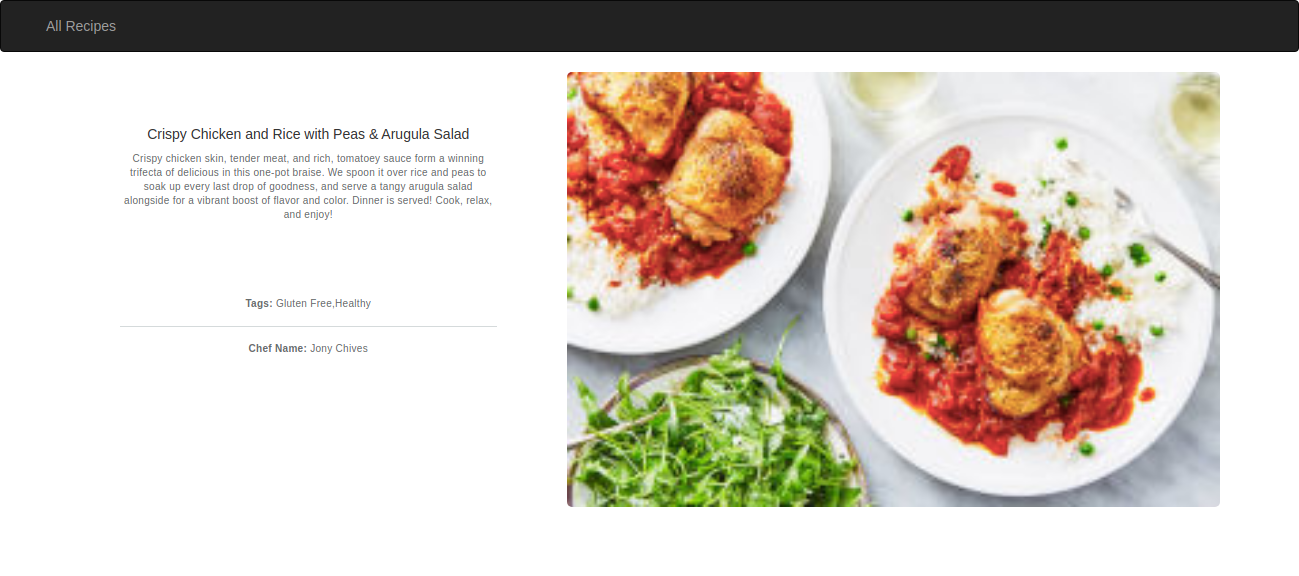 All Recipes
Crispy Chicken and Rice with Peas & Arugula Salad
Crispy chicken skin, tender meat, and rich, tomatoey sauce form a winning
trifecta of delicious in this one-pot braise. We spoon it over rice and peas to
soak up every last drop of goodness, and serve a tangy arugula salad
alongside for a vibrant boost of flavor and color. Dinner is served! Cook, relax,
and enjoy!
Tags: Gluten Free,Healthy
Chef Name: Jony Chives